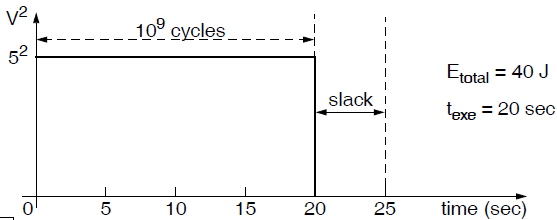 V²
10⁹ cycles
5²
E_total = 40 J
slack
t_exe = 20 sec
0 5 10 15 20 25 time (sec)